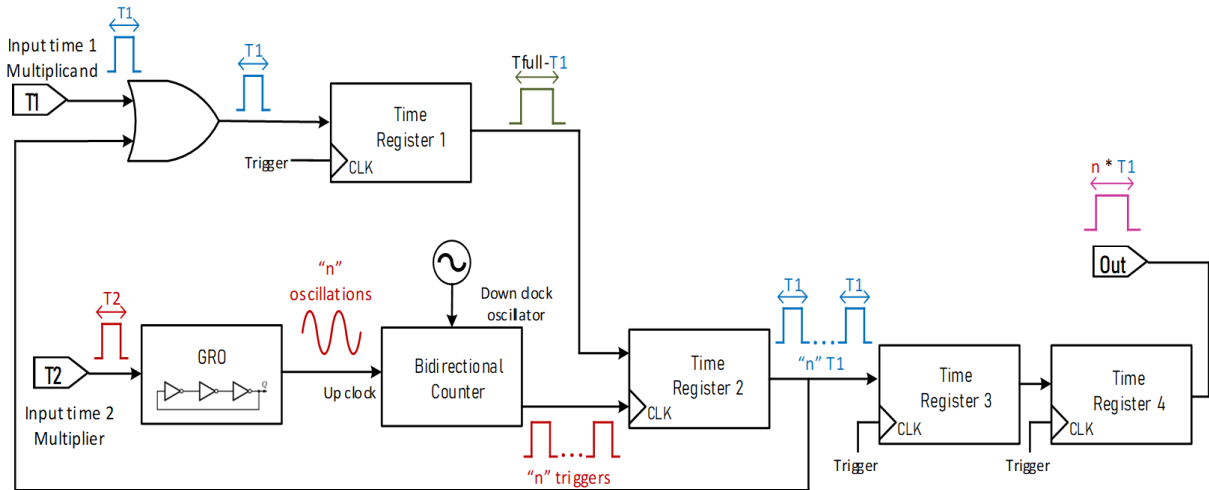 T1
Input time 1
Multiplicand
T1
T1
Tfull-T1
Time
Register 1
Trigger
CLK
n * T1
Out
"n"
oscillations
Down clock
oscillator
T2
GRO
Q
T2
Input time 2
Multiplier
Up clock
Bidirectional
Counter
"n" triggers
Time
Register 2
CLK
T1
T1
"n" T1
Time
Register 3
CLK
Trigger
Time
Register 4
CLK
Trigger